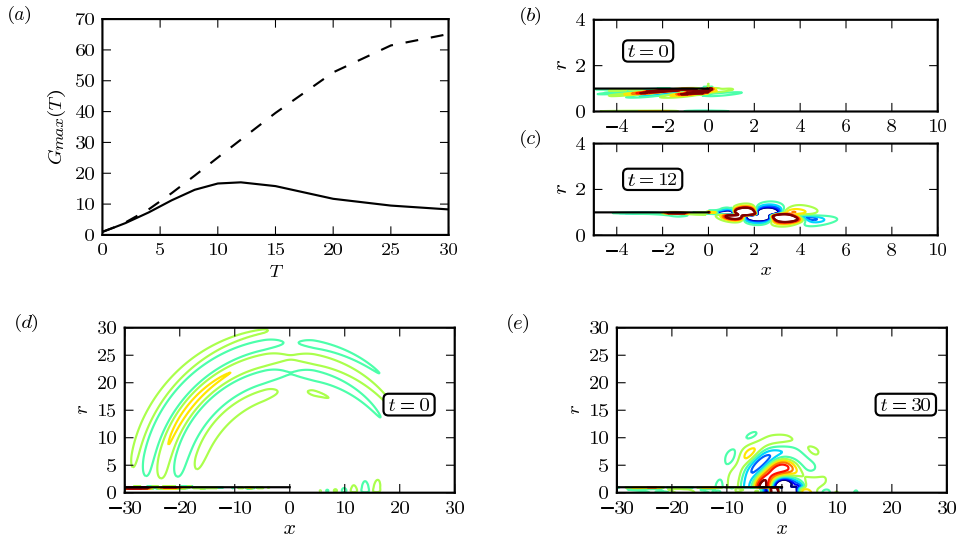 (a)
70
60
50
40
30
20
10
0
G_max(T)
0 5 10 15 20 25 30
T
(b)
4
2
0
r
t = 0
−4 −2 0 2 4 6 8 10
(c)
4
2
0
r
t = 12
−4 −2 0 2 4 6 8 10
x
(d)
30
25
20
15
10
5
0
r
t = 0
−30 −20 −10 0 10 20 30
x
(e)
30
25
20
15
10
5
0
r
t = 30
−30 −20 −10 0 10 20 30
x